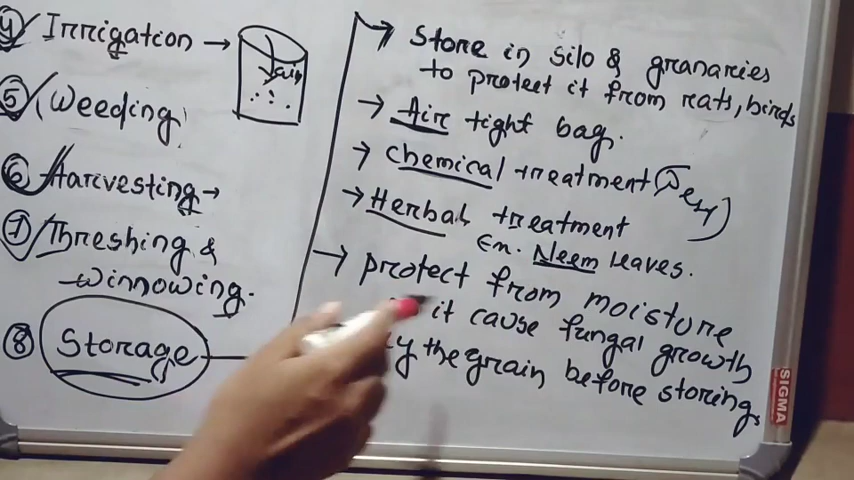 4 Irrigation →
5 Weeding
6 Harvesting →
7 Threshing &
winnowing.
8 Storage
→ Store in silo & granaries
to protect it from rats, birds
→ Air tight bag.
→ Chemical treatment
→ Herbal treatment
Ex. Neem leaves.
→ protect from moisture
it cause fungal growth
the grain before storing.
SIGMA